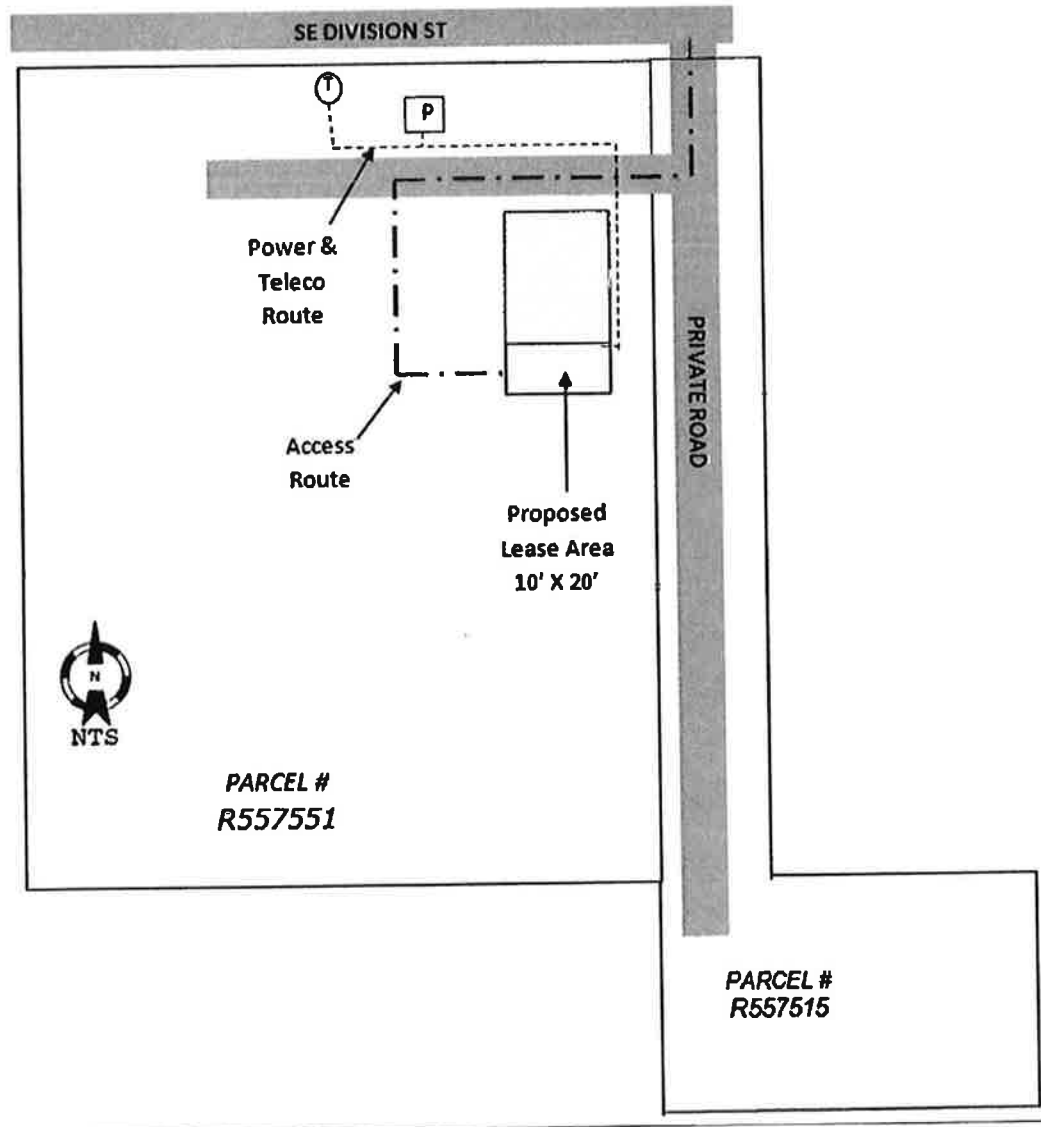 SE DIVISION ST
T
P
Power &
Teleco
Route
PRIVATE ROAD
Access
Route
Proposed
Lease Area
10' X 20'
N
NTS
PARCEL #
R557551
PARCEL #
R557515